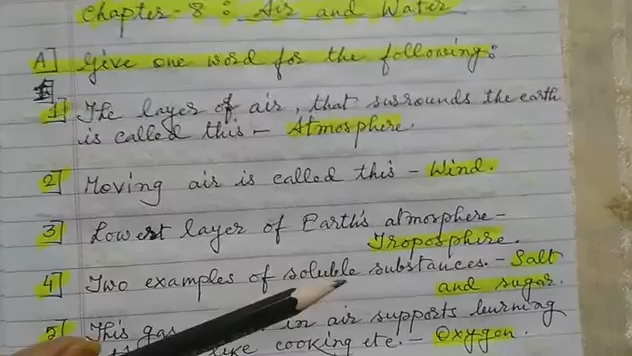 Chapter - 8 : Air and Water
A] Give one word for the following:
1] The layer of air, that surrounds the earth
is called this - Atmosphere.
2] Moving air is called this - Wind.
3] Lowest layer of Earth's atmosphere -
Troposphere.
4] Two examples of soluble substances. - Salt
and sugar.
5] This gas in air supports burning
like cooking etc. - Oxygen.